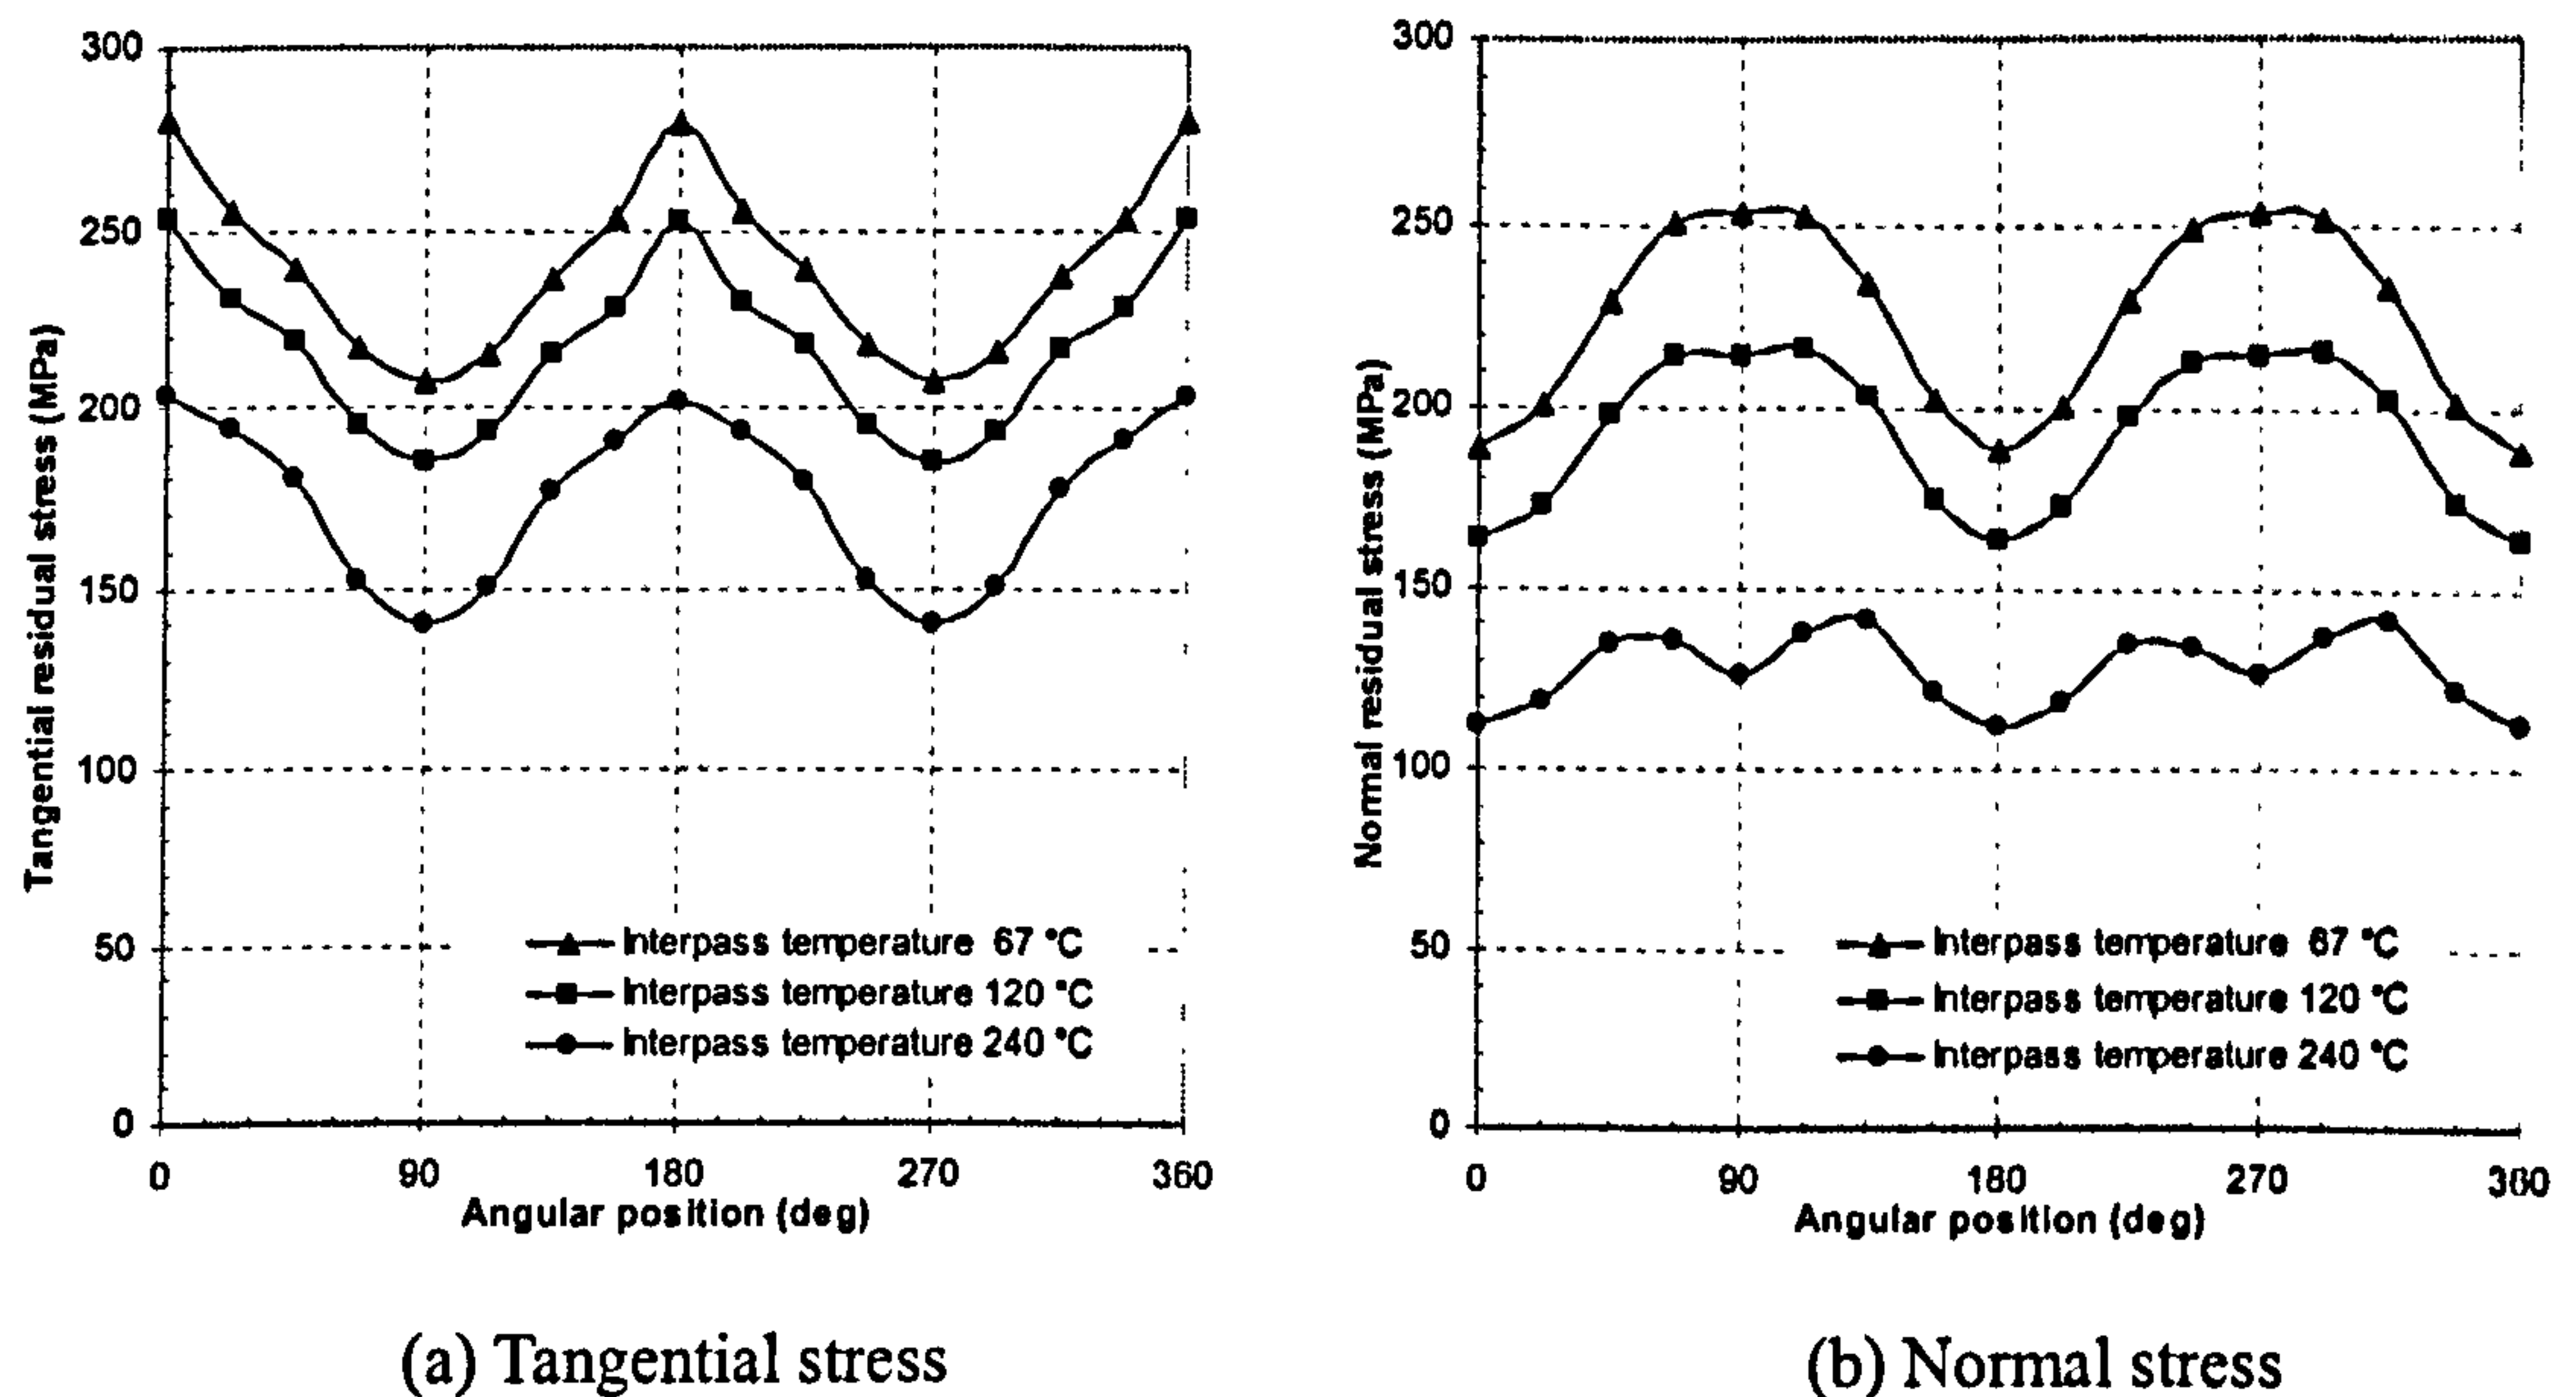 300
250
200
150
100
50
0
Tangential residual stress (MPa)
Interpass temperature 67 °C
Interpass temperature 120 °C
Interpass temperature 240 °C
0 90 180 270 360
Angular position (deg)
(a) Tangential stress
300
250
200
150
100
50
0
Normal residual stress (MPa)
Interpass temperature 67 °C
Interpass temperature 120 °C
Interpass temperature 240 °C
0 90 180 270 360
Angular position (deg)
(b) Normal stress